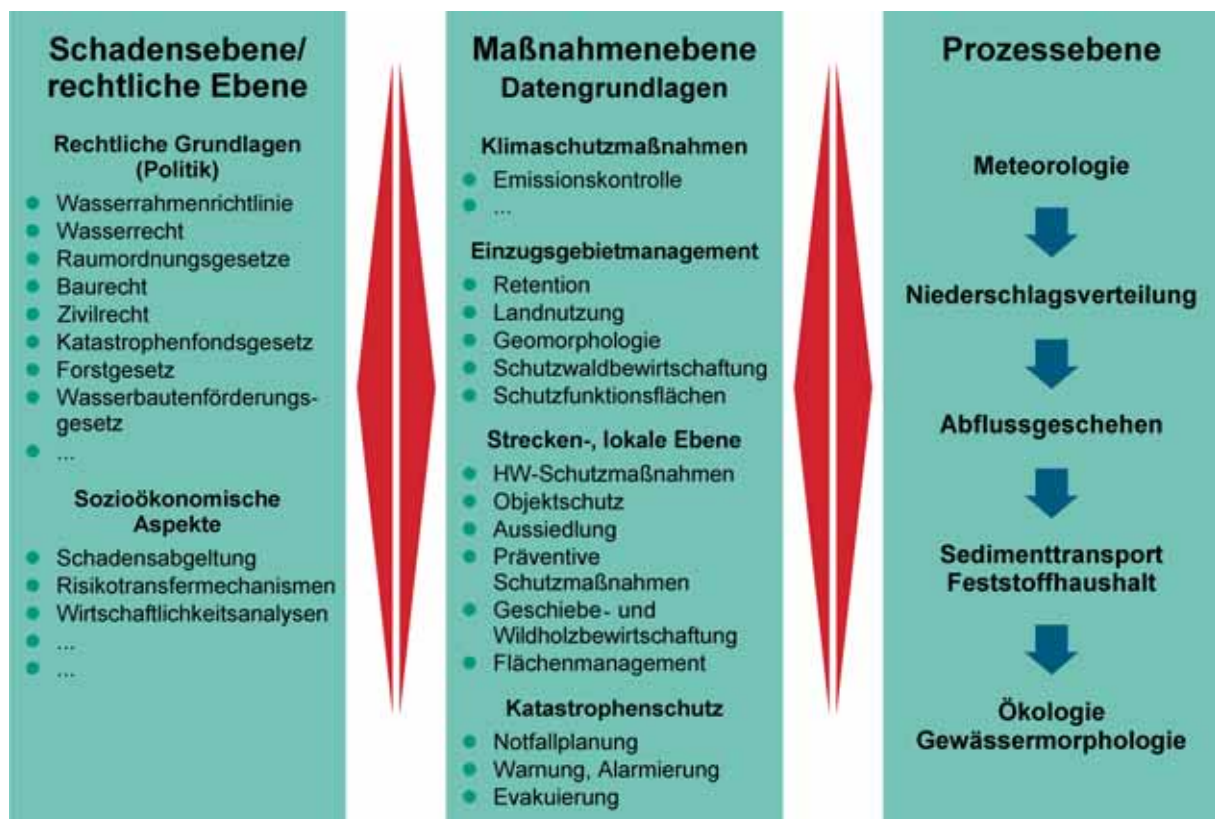 Schadensebene/
rechtliche Ebene
Rechtliche Grundlagen
(Politik)
Wasserrahmenrichtlinie
Wasserrecht
Raumordnungsgesetze
Baurecht
Zivilrecht
Katastrophenfondsgesetz
Forstgesetz
Wasserbautenförderungs-
gesetz
...
Sozioökonomische
Aspekte
Schadensabgeltung
Risikotransfermechanismen
Wirtschaftlichkeitsanalysen
...
...
Maßnahmenebene
Datengrundlagen
Klimaschutzmaßnahmen
Emissionskontrolle
...
Einzugsgebietmanagement
Retention
Landnutzung
Geomorphologie
Schutzwaldbewirtschaftung
Schutzfunktionsflächen
Strecken-, lokale Ebene
HW-Schutzmaßnahmen
Objektschutz
Aussiedlung
Präventive
Schutzmaßnahmen
Geschiebe- und
Wildholzbewirtschaftung
Flächenmanagement
Katastrophenschutz
Notfallplanung
Warnung, Alarmierung
Evakuierung
Prozessebene
Meteorologie
Niederschlagsverteilung
Abflussgeschehen
Sedimenttransport
Feststoffhaushalt
Ökologie
Gewässermorphologie